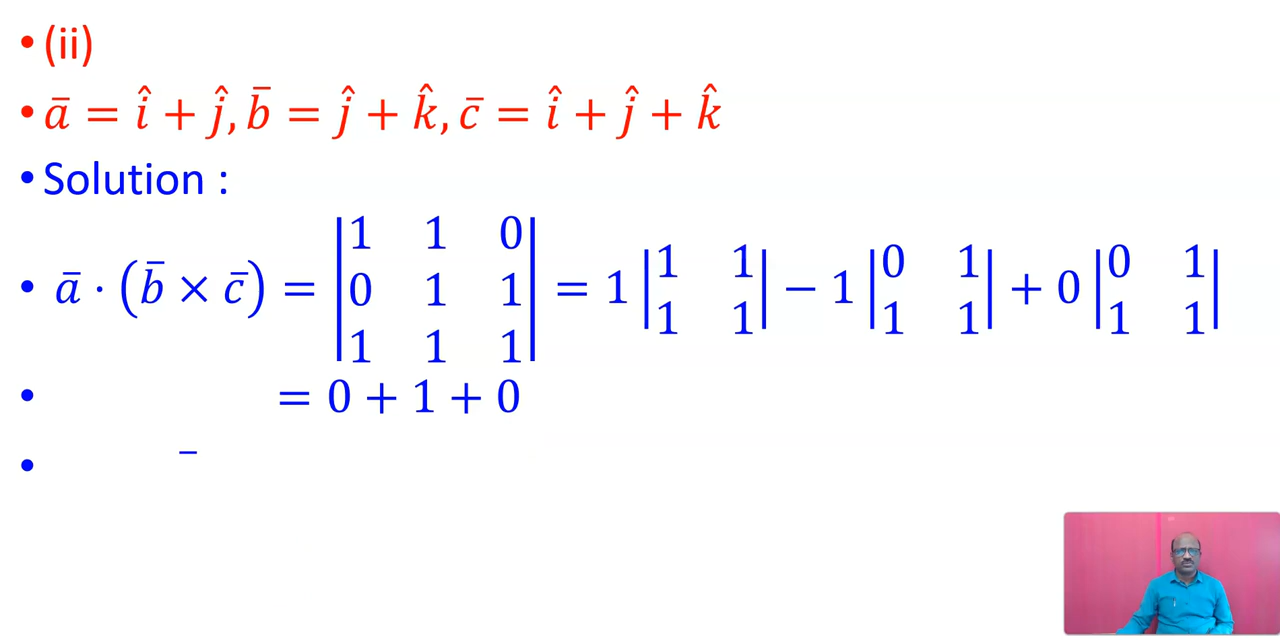 • (ii)
• a̅ = î + ĵ, b̅ = ĵ + k̂, c̅ = î + ĵ + k̂
• Solution :
• a̅ · (b̅ × c̅) = |1 1 0; 0 1 1; 1 1 1| = 1 |1 1; 1 1| − 1 |0 1; 1 1| + 0 |0 1; 1 1|
• = 0 + 1 + 0
• –